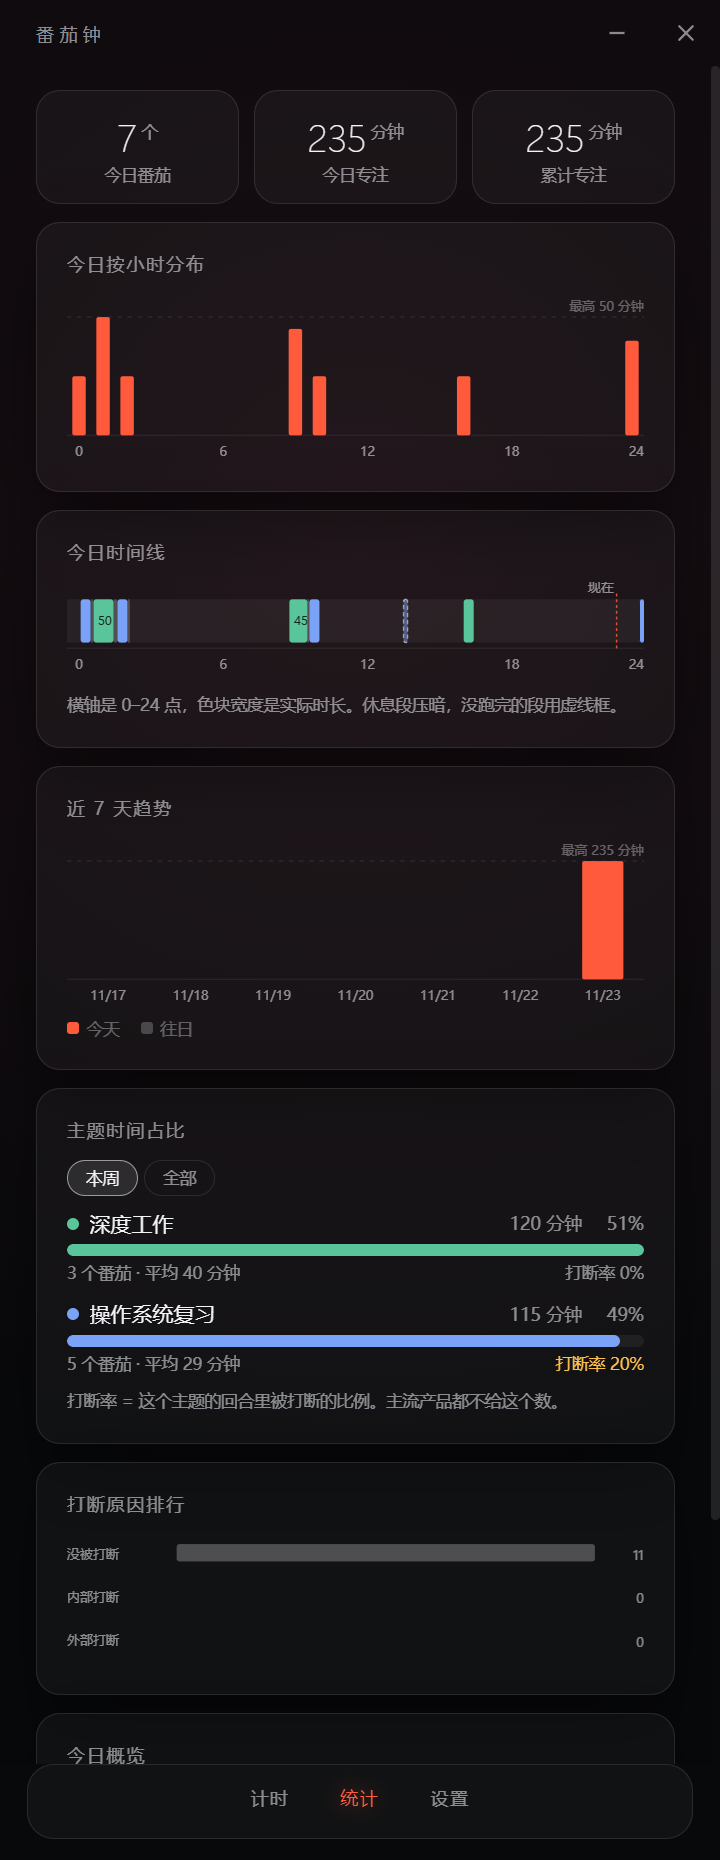 番茄钟
7 个
今日番茄
235 分钟
今日专注
235 分钟
累计专注
今日按小时分布
最高 50 分钟
0 6 12 18 24
今日时间线
现在
50 45
0 6 12 18 24
横轴是 0–24 点，色块宽度是实际时长。休息段压暗，没跑完的段用虚线框。
近 7 天趋势
最高 235 分钟
11/17 11/18 11/19 11/20 11/21 11/22 11/23
今天 往日
主题时间占比
本周 全部
深度工作 120 分钟 51%
3 个番茄 · 平均 40 分钟 打断率 0%
操作系统复习 115 分钟 49%
5 个番茄 · 平均 29 分钟 打断率 20%
打断率 = 这个主题的回合里被打断的比例。主流产品都不给这个数。
打断原因排行
没被打断 11
内部打断 0
外部打断 0
今日概览
计时 统计 设置